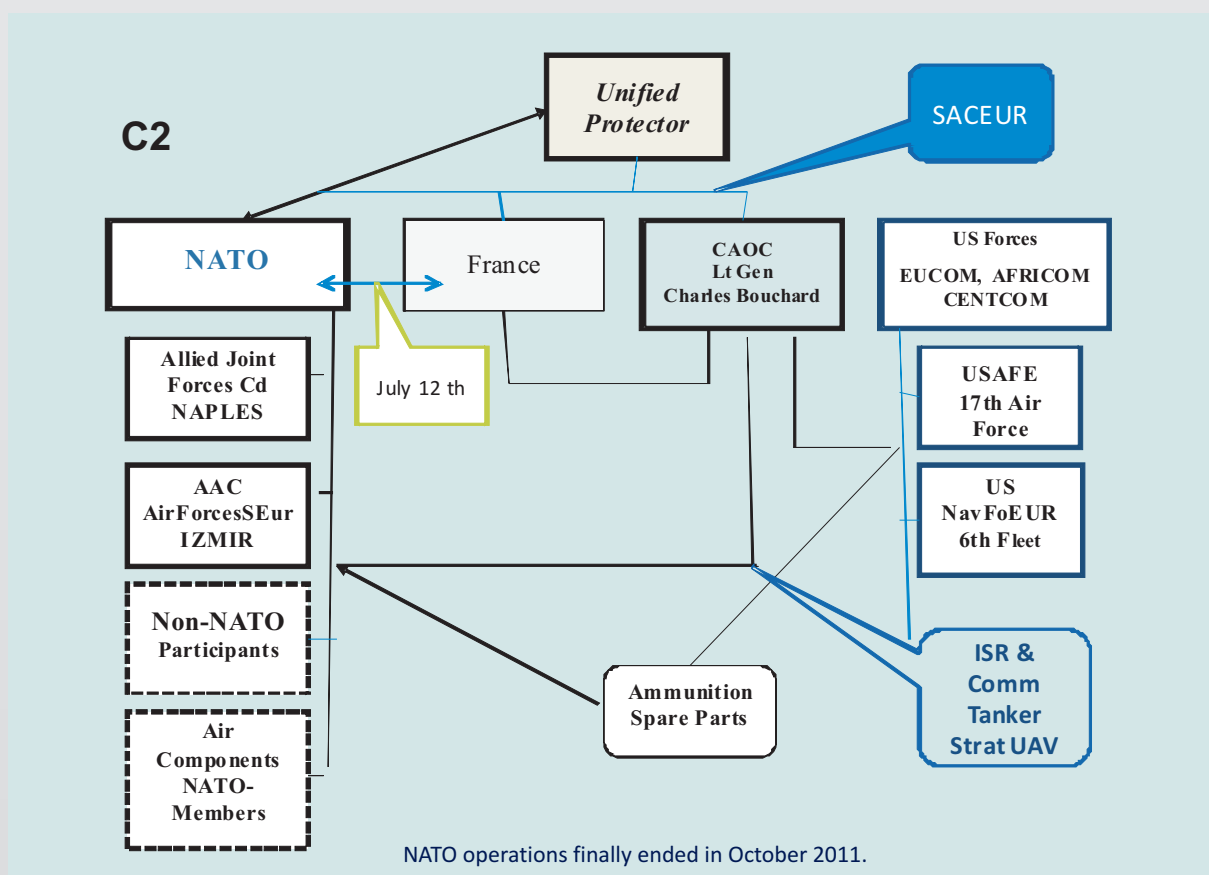 C2
Unified
Protector
SACEUR
NATO
France
CAOC
Lt Gen
Charles Bouchard
US Forces
EUCOM, AFRICOM
CENTCOM
Allied Joint
Forces Cd
NAPLES
July 12 th
USAFE
17th Air
Force
AAC
AirForcesSEur
IZMIR
US
NavFoEUR
6th Fleet
Non-NATO
Participants
Ammunition
Spare Parts
ISR &
Comm
Tanker
Strat UAV
Air
Components
NATO-
Members
NATO operations finally ended in October 2011.